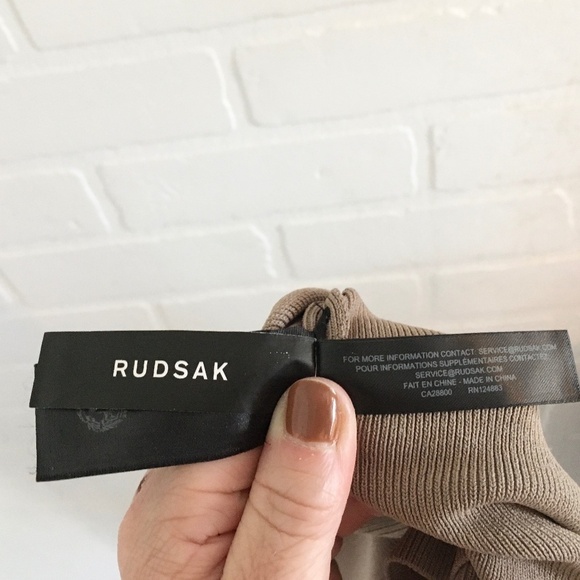 RUDSAK
FOR MORE INFORMATION CONTACT: SERVICE@RUDSAK.COM
POUR INFORMATIONS SUPPLÉMENTAIRES CONTACTEZ:
SERVICE@RUDSAK.COM
FAIT EN CHINE - MADE IN CHINA
CA28800 RN124863